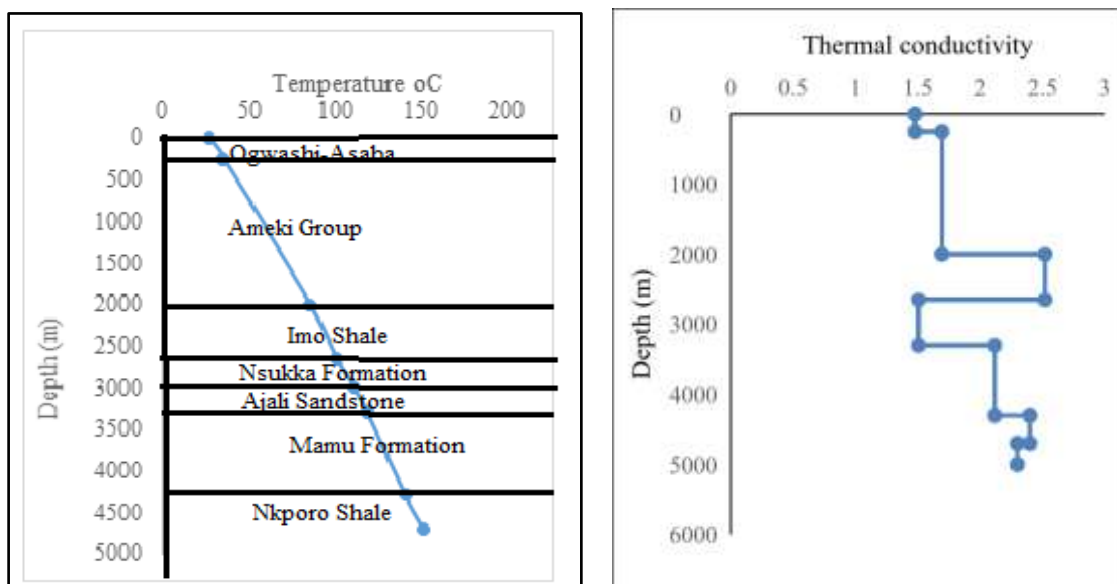 Temperature oC
0 50 100 150 200
0
500
1000
1500
2000
2500
3000
3500
4000
4500
5000
Depth (m)
Ogwashi-Asaba
Ameki Group
Imo Shale
Nsukka Formation
Ajali Sandstone
Mamu Formation
Nkporo Shale
Thermal conductivity
0 0.5 1 1.5 2 2.5 3
0
1000
2000
3000
4000
5000
6000
Depth (m)